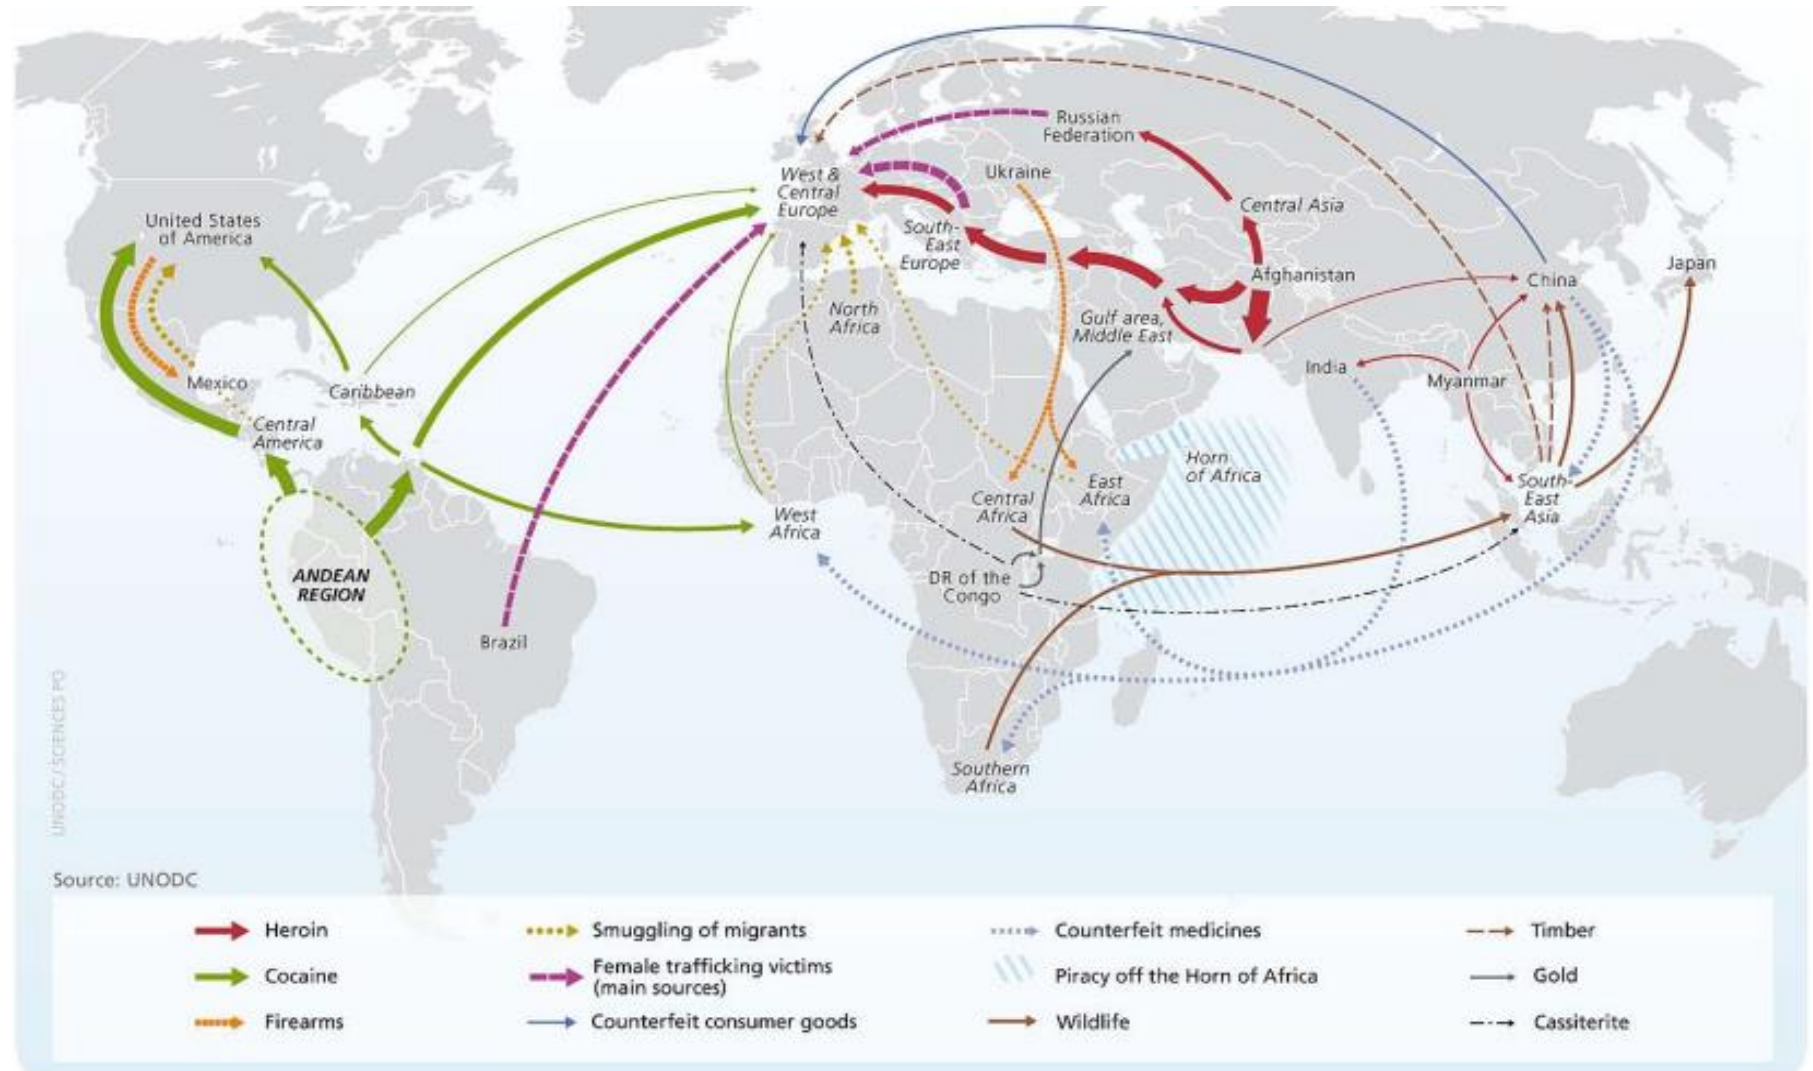 Russian
Federation
Ukraine
West &
Central
Europe
United States
of America
Central Asia
South-
East
Europe
Afghanistan
China
Japan
North
Africa
Gulf area,
Middle East
India
Myanmar
Mexico
Caribbean
Central
America
Horn
of Africa
East
Africa
Central
Africa
South-
East
Asia
West
Africa
ANDEAN
REGION
DR of the
Congo
Brazil
Southern
Africa
UNODC / SCIENCES PO
Source: UNODC
Heroin
Smuggling of migrants
Counterfeit medicines
Timber
Cocaine
Female trafficking victims
(main sources)
Piracy off the Horn of Africa
Gold
Firearms
Counterfeit consumer goods
Wildlife
Cassiterite